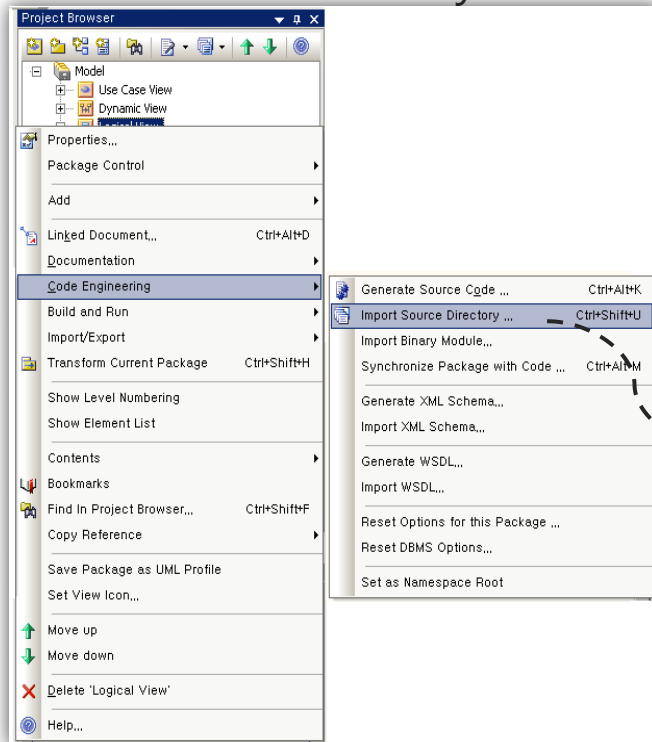 Project Browser
Model
Use Case View
Dynamic View
Logical View
Properties...
Package Control
Add
Linked Document... Ctrl+Alt+D
Documentation
Code Engineering
Build and Run
Import/Export
Transform Current Package Ctrl+Shift+H
Show Level Numbering
Show Element List
Contents
Bookmarks
Find In Project Browser... Ctrl+Shift+F
Copy Reference
Save Package as UML Profile
Set View Icon...
Move up
Move down
Delete 'Logical View'
Help...
Generate Source Code ... Ctrl+Alt+K
Import Source Directory ... Ctrl+Shift+U
Import Binary Module...
Synchronize Package with Code ... Ctrl+Alt+M
Generate XML Schema...
Import XML Schema...
Generate WSDL...
Import WSDL...
Reset Options for this Package ...
Reset DBMS Options...
Set as Namespace Root